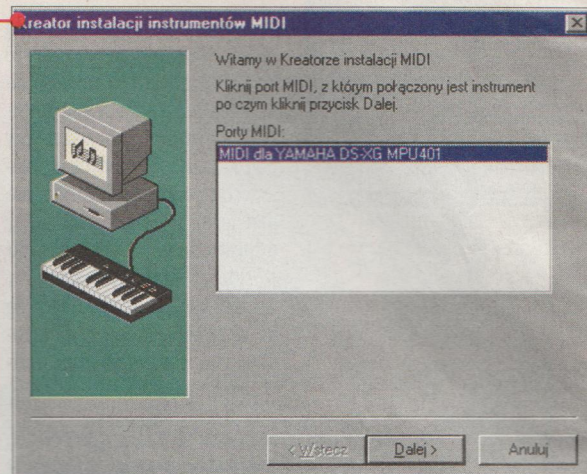 Kreator instalacji instrumentów MIDI
Witamy w Kreatorze instalacji MIDI
Kliknij port MIDI, z którym połączony jest instrument
po czym kliknij przycisk Dalej.
Porty MIDI:
MIDI dla YAMAHA DS-XG MPU401
< Wstecz Dalej > Anuluj